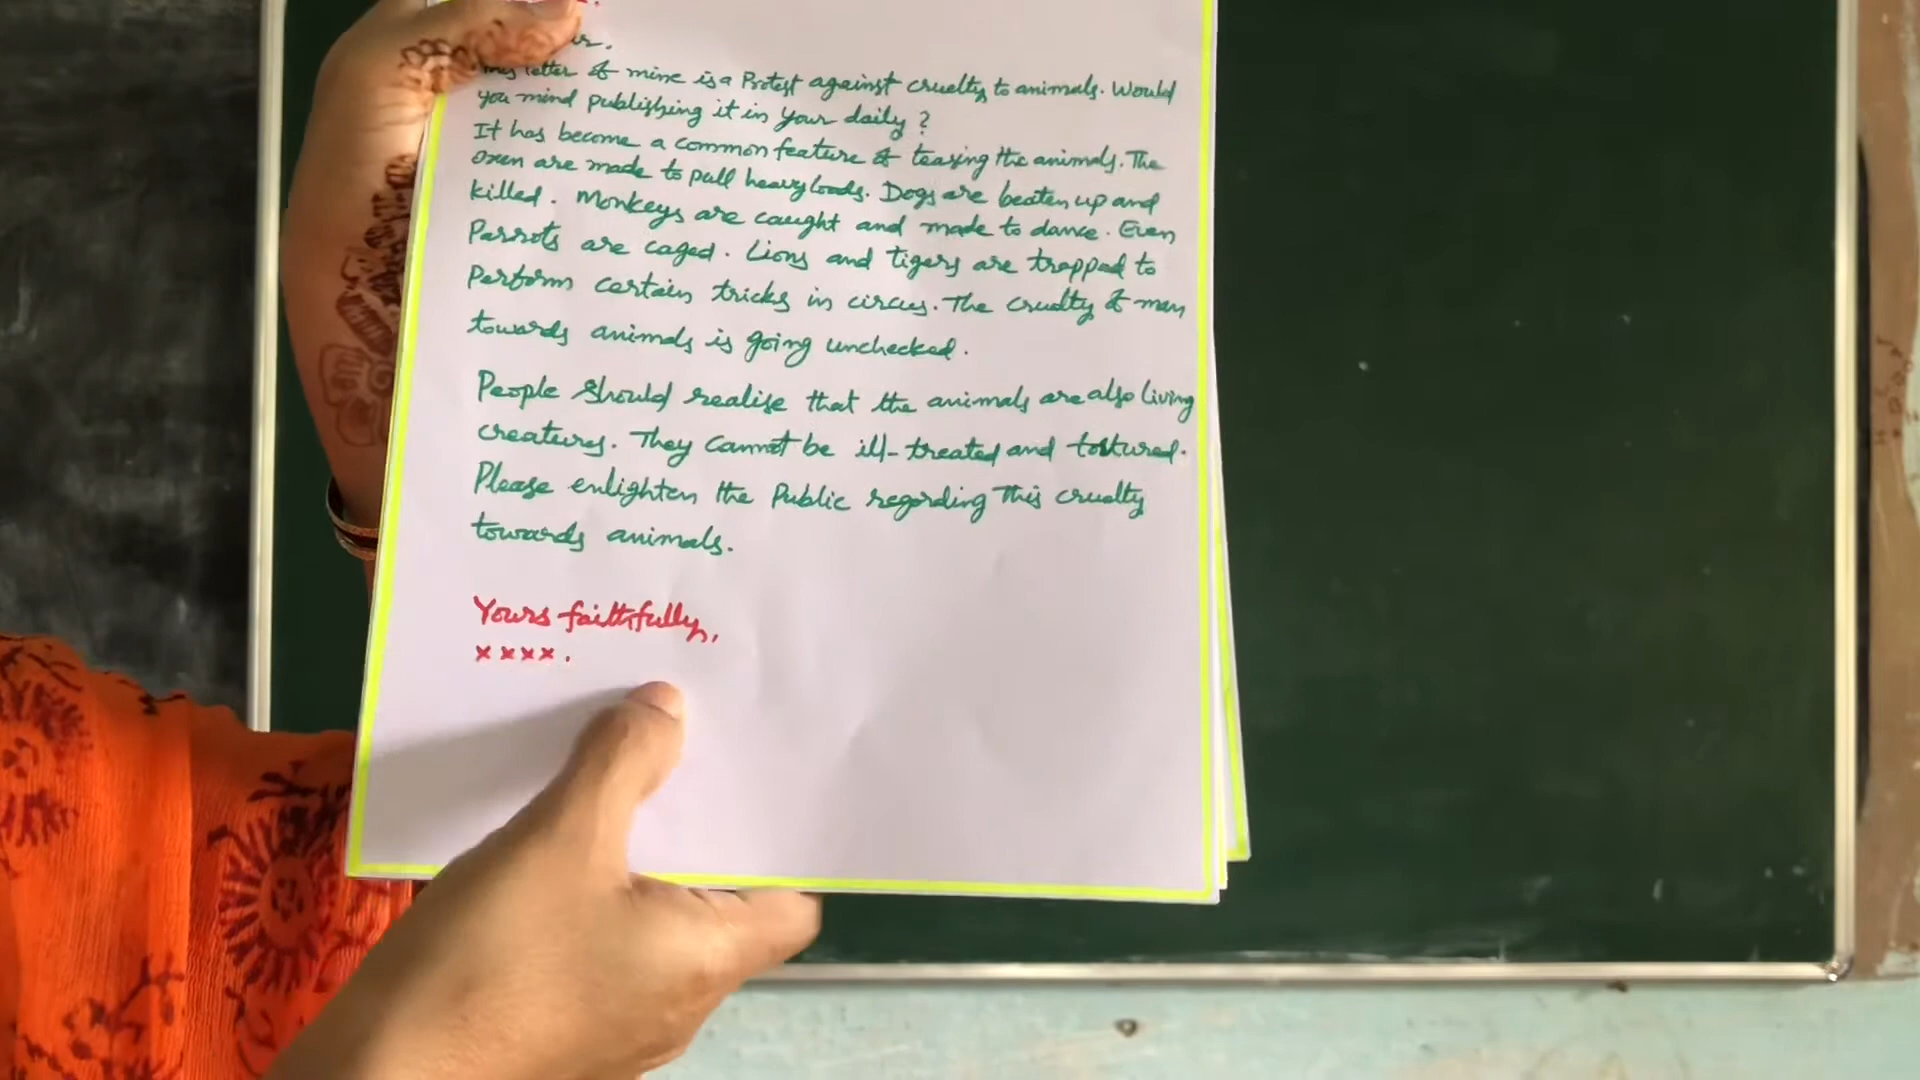 letter of mine is a Protest against cruelty to animals. Would
you mind publishing it in your daily ?
It has become a common feature of teasing the animals. The
oxen are made to pull heavy loads. Dogs are beaten up and
killed. Monkeys are caught and made to dance. Even
Parrots are caged. Lions and tigers are trapped to
Perform certain tricks in circus. The cruelty of man
towards animals is going unchecked.
People should realise that the animals are also living
creatures. They cannot be ill-treated and tortured.
Please enlighten the Public regarding this cruelty
towards animals.
Yours faithfully,
xxxx.